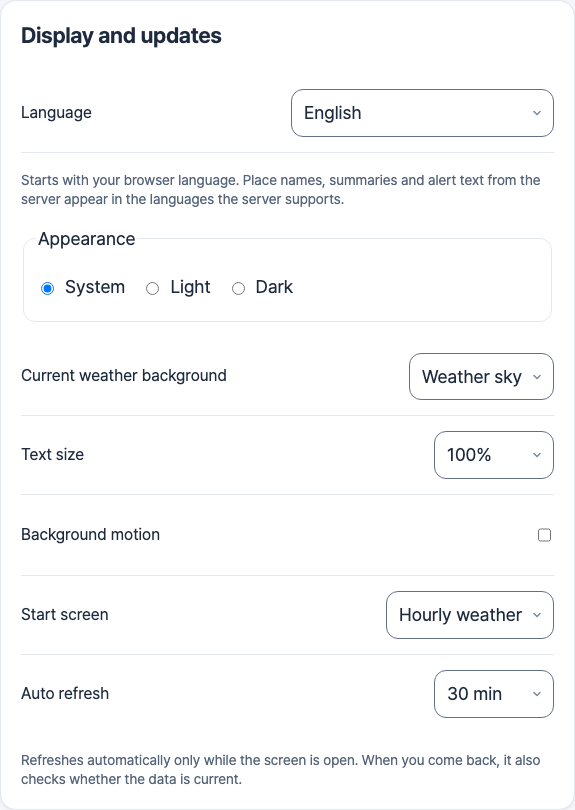 Display and updates
Language
English
Starts with your browser language. Place names, summaries and alert text from the
server appear in the languages the server supports.
Appearance
System
Light
Dark
Current weather background
Weather sky
Text size
100%
Background motion
Start screen
Hourly weather
Auto refresh
30 min
Refreshes automatically only while the screen is open. When you come back, it also
checks whether the data is current.